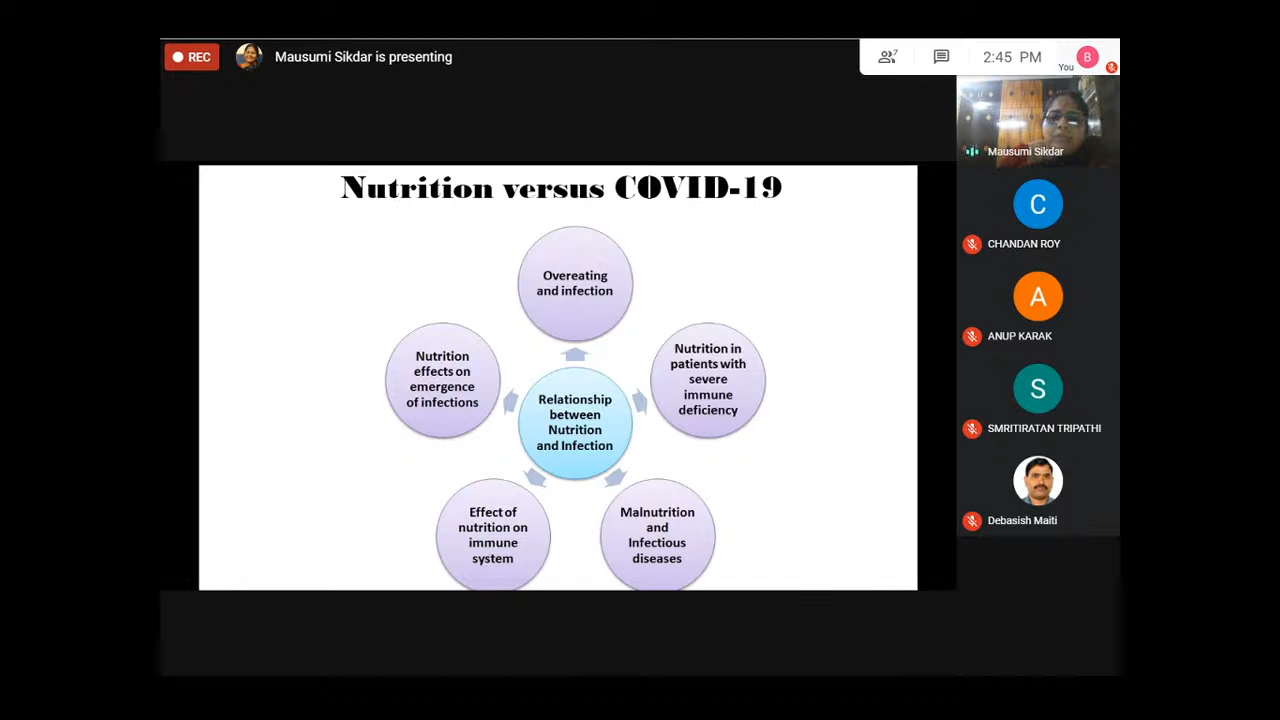 REC
Mausumi Sikdar is presenting
7
2:45 PM
You
B
Mausumi Sikdar
C
CHANDAN ROY
A
ANUP KARAK
S
SMRITIRATAN TRIPATHI
Debasish Maiti
Nutrition versus COVID-19
Overeating
and infection
Nutrition in
patients with
severe
immune
deficiency
Malnutrition
and
Infectious
diseases
Effect of
nutrition on
immune
system
Nutrition
effects on
emergence
of infections
Relationship
between
Nutrition
and Infection